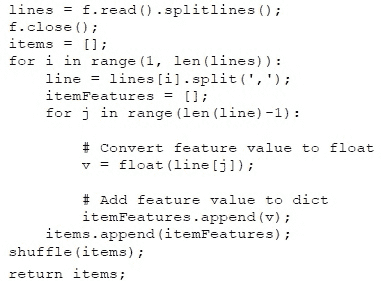 lines = f.read().splitlines();
f.close();
items = [];
for i in range(1, len(lines)):
    line = lines[i].split(',');
    itemFeatures = [];
    for j in range(len(line)-1):
        # Convert feature value to float
        v = float(line[j]);
        # Add feature value to dict
        itemFeatures.append(v);
    items.append(itemFeatures);
shuffle(items);
return items;